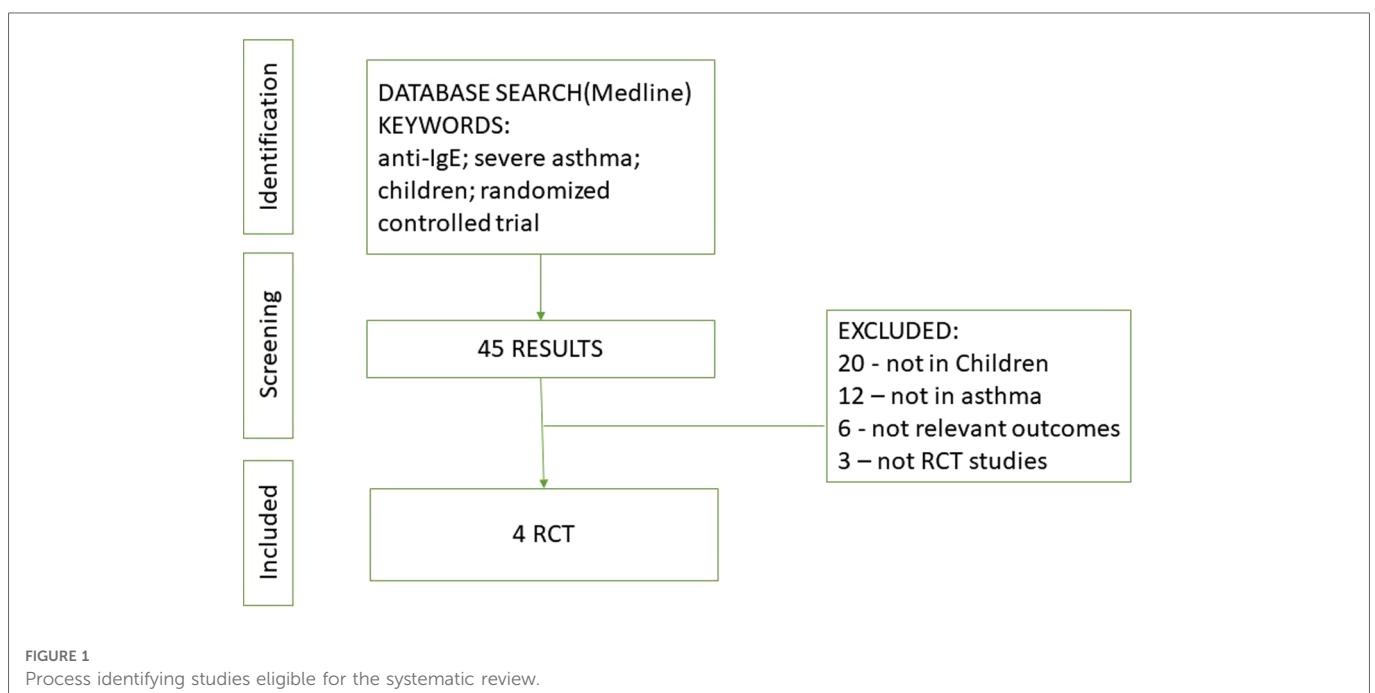 Identification
DATABASE SEARCH(Medline)
KEYWORDS:
anti-IgE; severe asthma;
children; randomized
controlled trial
Screening
45 RESULTS
EXCLUDED:
20 - not in Children
12 – not in asthma
6 - not relevant outcomes
3 – not RCT studies
Included
4 RCT
FIGURE 1
Process identifying studies eligible for the systematic review.